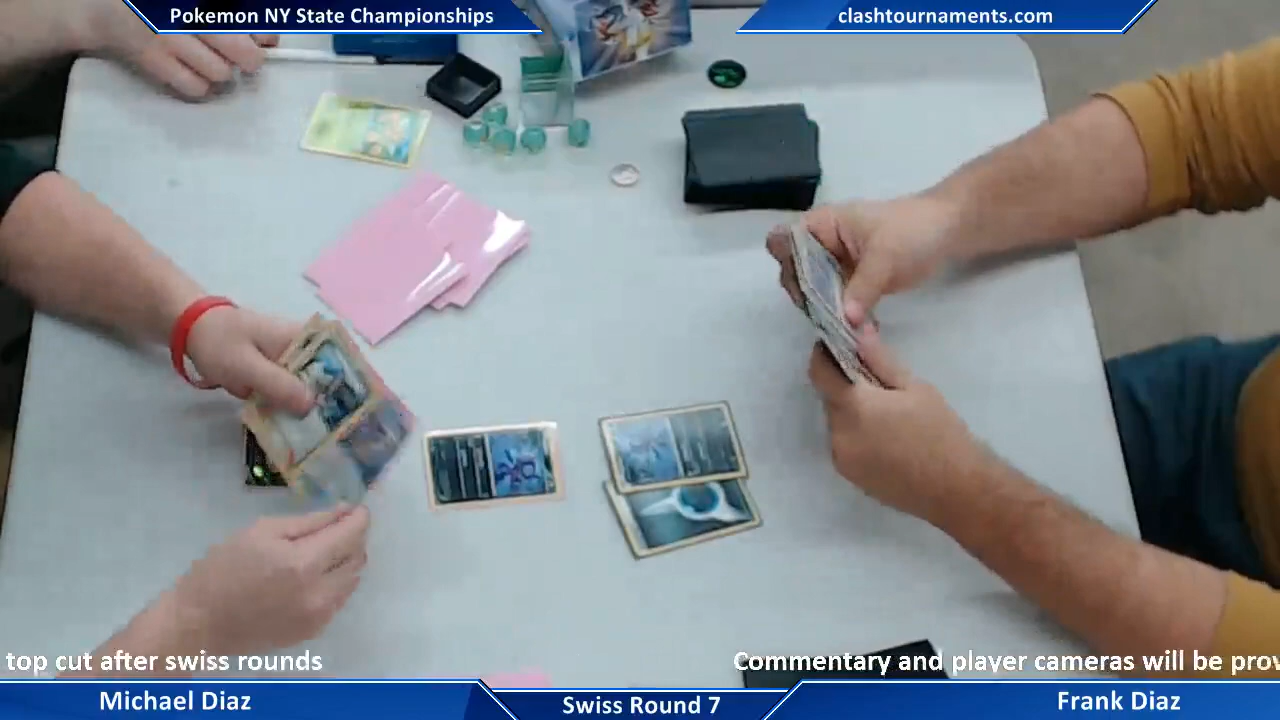 Pokemon NY State Championships
clashtournaments.com
top cut after swiss rounds
Commentary and player cameras will be prov
Michael Diaz
Swiss Round 7
Frank Diaz